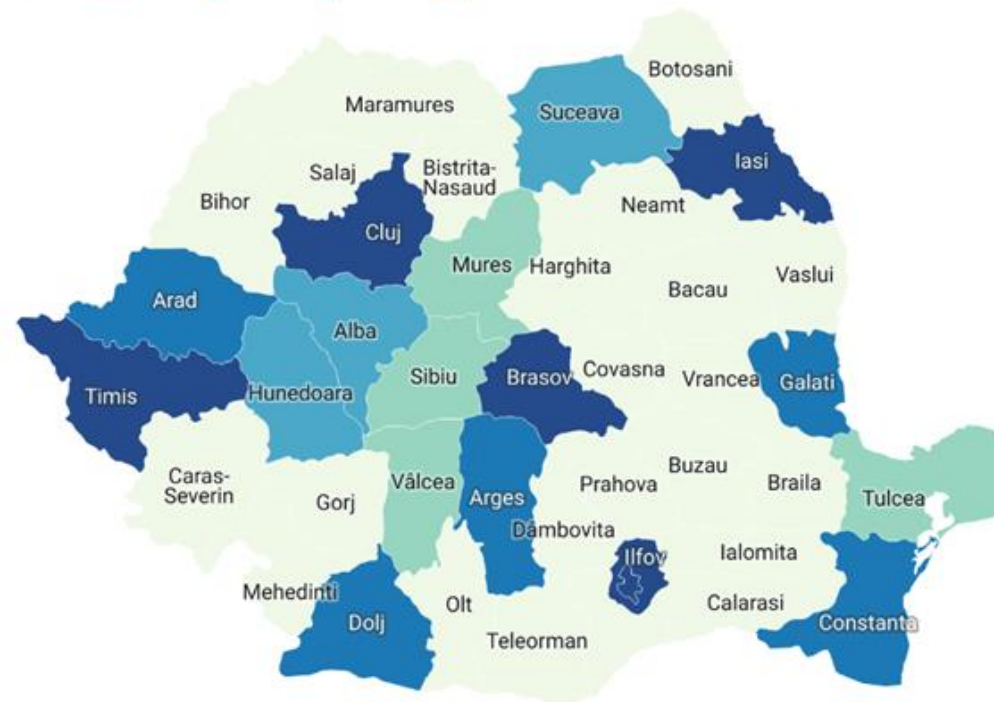 Botosani
Maramures
Suceava
Iasi
Salaj
Bistrita-
Nasaud
Bihor
Neamt
Cluj
Mures
Harghita
Vaslui
Bacau
Arad
Alba
Covasna
Sibiu
Brasov
Vrancea
Galati
Hunedoara
Timis
Buzau
Caras-
Severin
Vâlcea
Prahova
Braila
Gorj
Arges
Tulcea
Dâmbovita
Ilfov
Ialomita
Mehedinti
Olt
Calarasi
Dolj
Constanta
Teleorman